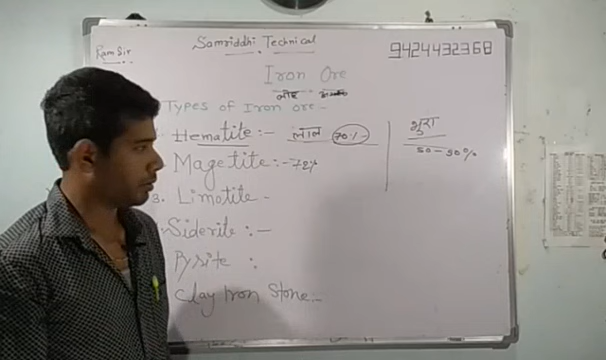 Ram Sir
Samriddhi Technical
9424432368
Iron Ore
लौह
Types of Iron ore -
Hematite :- लाल 70%
भुरा
50 - 90%
Magetite :- 72%
3. Limotite -
Siderite : -
Pysite :
Clay Iron Stone :-